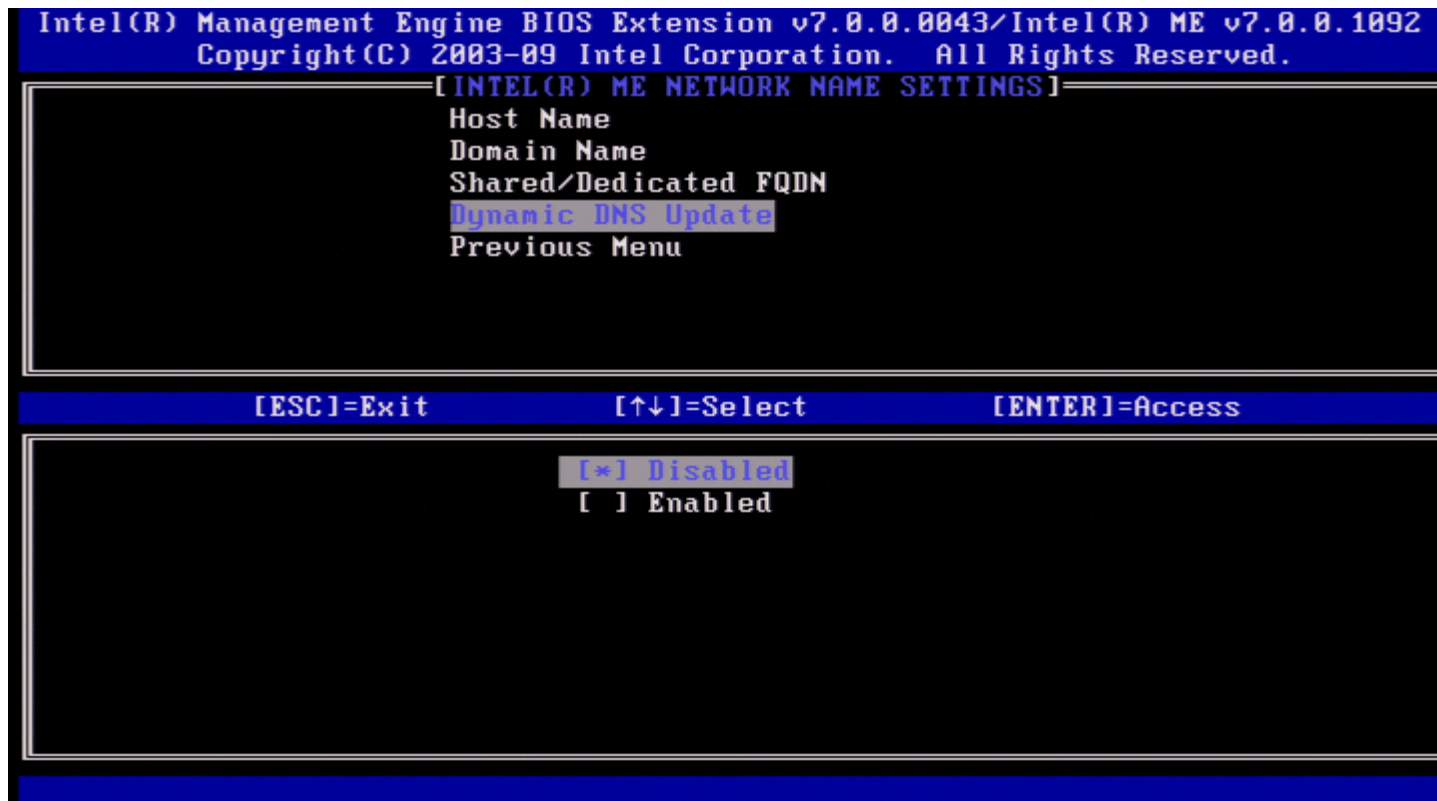 Intel(R) Management Engine BIOS Extension v7.0.0.0043/Intel(R) ME v7.0.0.1092
Copyright(C) 2003-09 Intel Corporation. All Rights Reserved.
[INTEL(R) ME NETWORK NAME SETTINGS]
Host Name
Domain Name
Shared/Dedicated FQDN
Dynamic DNS Update
Previous Menu
[ESC]=Exit [↑↓]=Select [ENTER]=Access
[*] Disabled
[ ] Enabled